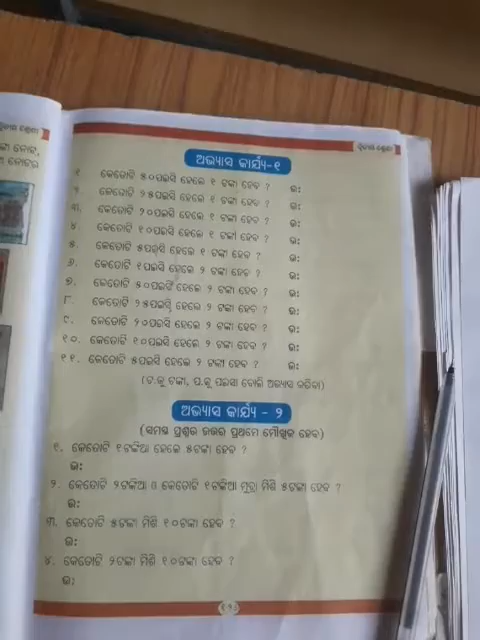 ଅଭ୍ୟାସ କାର୍ଯ୍ୟ-୧
୧. କେତୋଟି ୫୦ପଇସି ହେଲେ ୧ ଟଙ୍କା ହେବ ? ଉ:
୨. କେତୋଟି ୨୫ପଇସି ହେଲେ ୧ ଟଙ୍କା ହେବ ? ଉ:
୩. କେତୋଟି ୨୦ପଇସି ହେଲେ ୧ ଟଙ୍କା ହେବ ? ଉ:
୪. କେତୋଟି ୧୦ପଇସି ହେଲେ ୧ ଟଙ୍କା ହେବ ? ଉ:
୫. କେତୋଟି ୫ପଇସି ହେଲେ ୧ ଟଙ୍କା ହେବ ? ଉ:
୬. କେତୋଟି ୧ପଇସି ହେଲେ ୨ ଟଙ୍କା ହେବ ? ଉ:
୭. କେତୋଟି ୫୦ପଇସି ହେଲେ ୨ ଟଙ୍କା ହେବ ? ଉ:
୮. କେତୋଟି ୨୫ପଇସି ହେଲେ ୨ ଟଙ୍କା ହେବ ? ଉ:
୯. କେତୋଟି ୨୦ପଇସି ହେଲେ ୨ ଟଙ୍କା ହେବ ? ଉ:
୧୦. କେତୋଟି ୧୦ପଇସି ହେଲେ ୨ ଟଙ୍କା ହେବ ? ଉ:
୧୧. କେତୋଟି ୫ପଇସି ହେଲେ ୨ ଟଙ୍କା ହେବ ? ଉ:
(ଟ.କୁ ଟଙ୍କା, ପ.କୁ ପଇସା ବୋଲି ଅଭ୍ୟାସ କରିବା)
ଅଭ୍ୟାସ କାର୍ଯ୍ୟ - ୨
(ସମସ୍ତ ପ୍ରଶ୍ନର ଉତ୍ତର ପ୍ରଥମେ ମୌଖିକ ହେବ)
୧. କେତୋଟି ୧ଟଙ୍କିଆ ହେଲେ ୫ଟଙ୍କା ହେବ ?
ଉ:
୨. କେତୋଟି ୨ଟଙ୍କିଆ ଓ କେତୋଟି ୧ଟଙ୍କିଆ ମୁଦ୍ରା ମିଶି ୫ଟଙ୍କା ହେବ ?
ଉ:
୩. କେତୋଟି ୫ଟଙ୍କା ମିଶି ୧୦ଟଙ୍କା ହେବ ?
ଉ:
୪. କେତୋଟି ୨ଟଙ୍କା ମିଶି ୧୦ଟଙ୍କା ହେବ ?
ଉ: